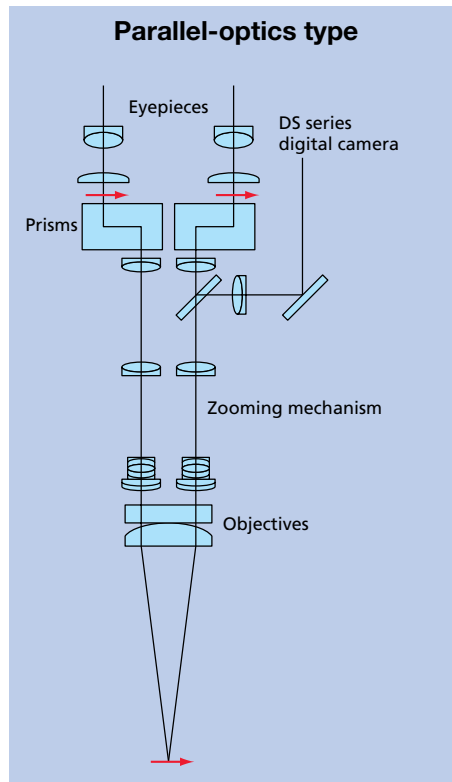 Parallel-optics type
Eyepieces
DS series
digital camera
Prisms
Zooming mechanism
Objectives